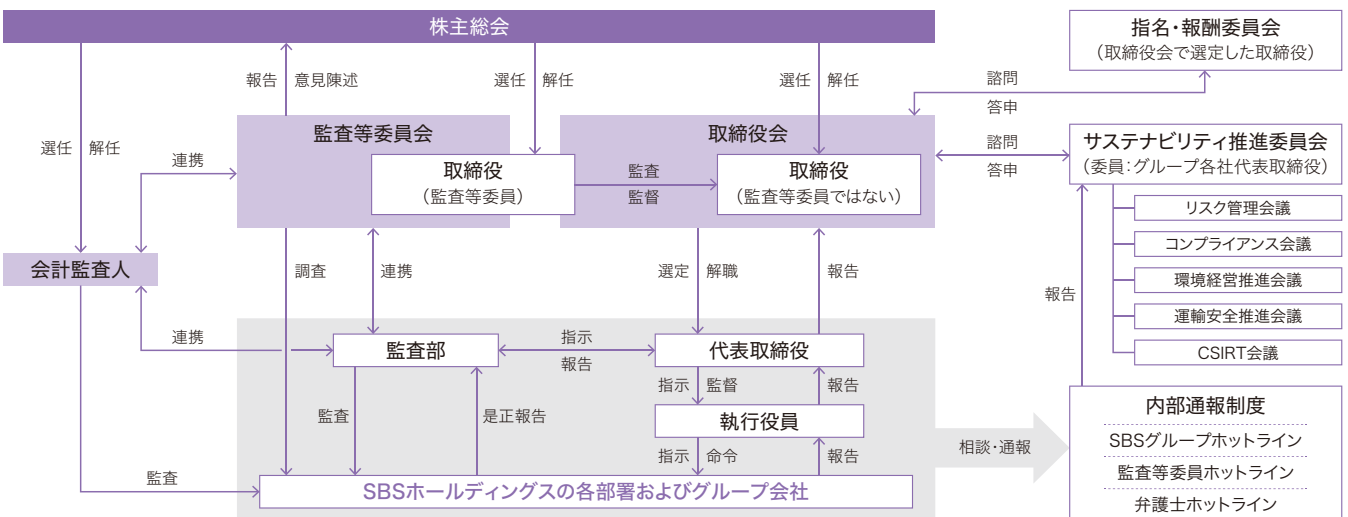 株主総会
指名・報酬委員会
（取締役会で選定した取締役）
報告 意見陳述
選任 解任
選任 解任
諮問
答申
選任 解任
連携
監査等委員会
取締役
（監査等委員）
監査
監督
取締役会
取締役
（監査等委員ではない）
諮問
答申
サステナビリティ推進委員会
（委員：グループ各社代表取締役）
リスク管理会議
コンプライアンス会議
環境経営推進会議
運輸安全推進会議
CSIRT会議
会計監査人
調査
連携
選定 解職
報告
報告
連携
監査部
指示
報告
代表取締役
指示 監督
報告
監査
是正報告
執行役員
指示 命令
報告
監査
SBSホールディングスの各部署およびグループ会社
相談・通報
内部通報制度
SBSグループホットライン
監査等委員ホットライン
弁護士ホットライン